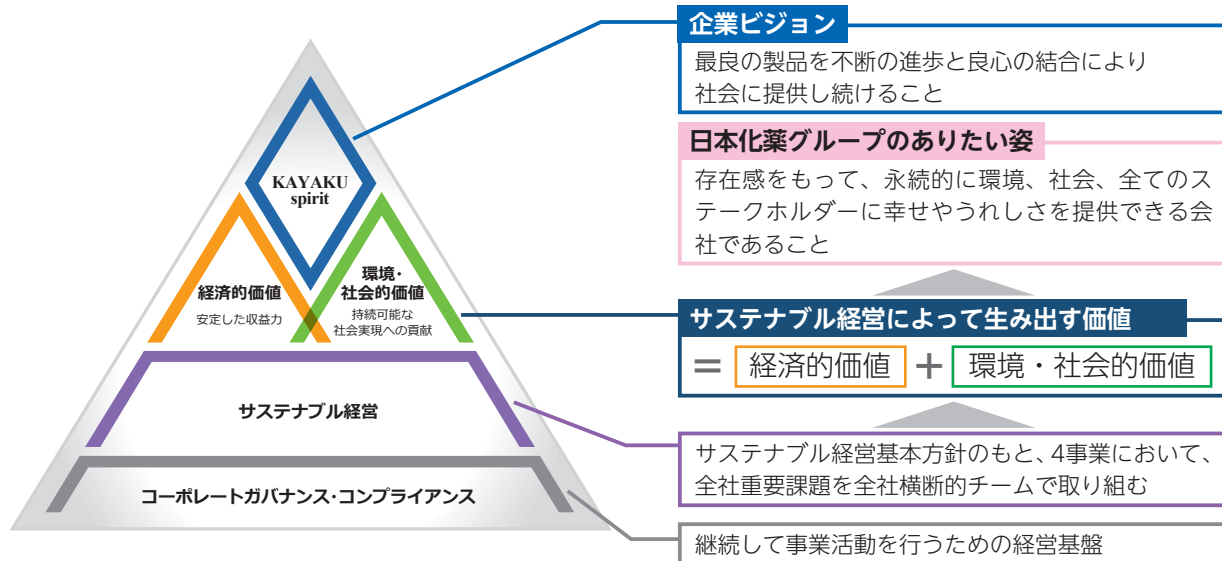 企業ビジョン
最良の製品を不断の進歩と良心の結合により
社会に提供し続けること
日本化薬グループのありたい姿
存在感をもって、永続的に環境、社会、全てのス
テークホルダーに幸せやうれしさを提供できる会
社であること
サステナブル経営によって生み出す価値
= 経済的価値 + 環境・社会的価値
サステナブル経営基本方針のもと、4事業において、
全社重要課題を全社横断的チームで取り組む
継続して事業活動を行うための経営基盤
KAYAKU
spirit
経済的価値
安定した収益力
環境・
社会的価値
持続可能な
社会実現への貢献
サステナブル経営
コーポレートガバナンス・コンプライアンス